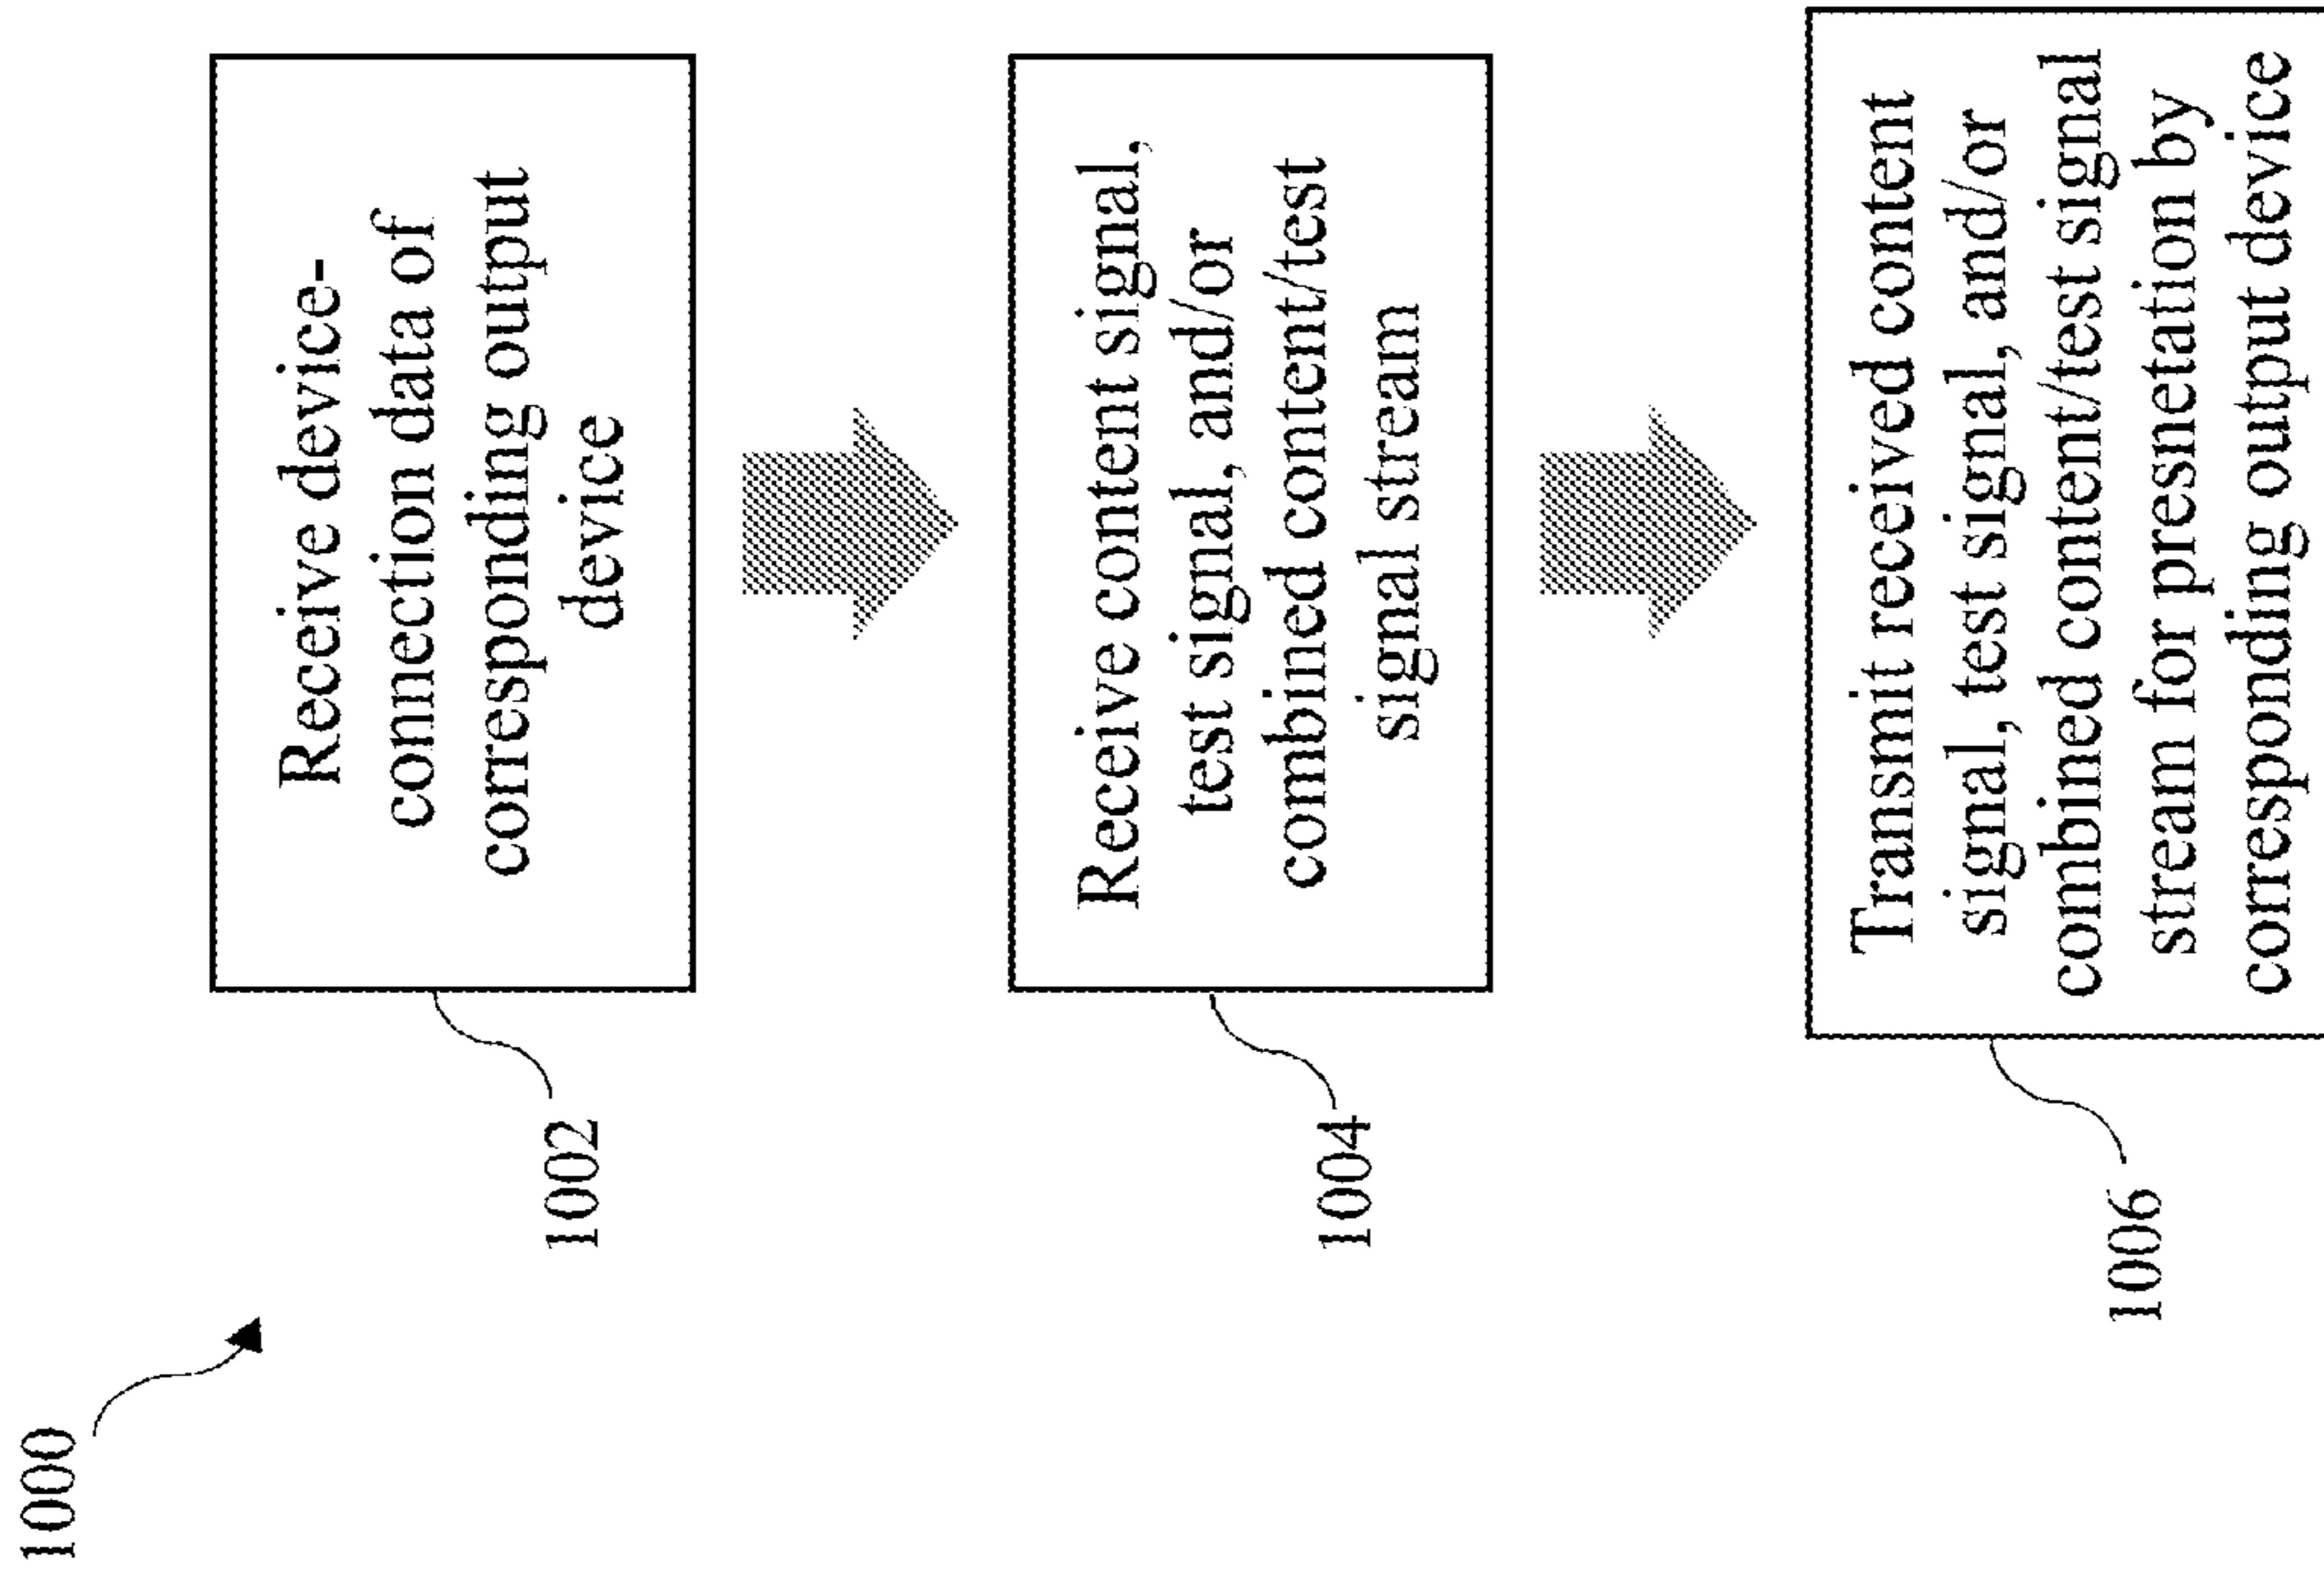 1000
Receive device-
connection data of
corresponding output
device
1002
Receive content signal,
test signal, and/or
combined content/test
signal stream
1004
Transmit received content
signal, test signal, and/or
combined content/test signal
stream for presnetation by
corresponding output device
1006